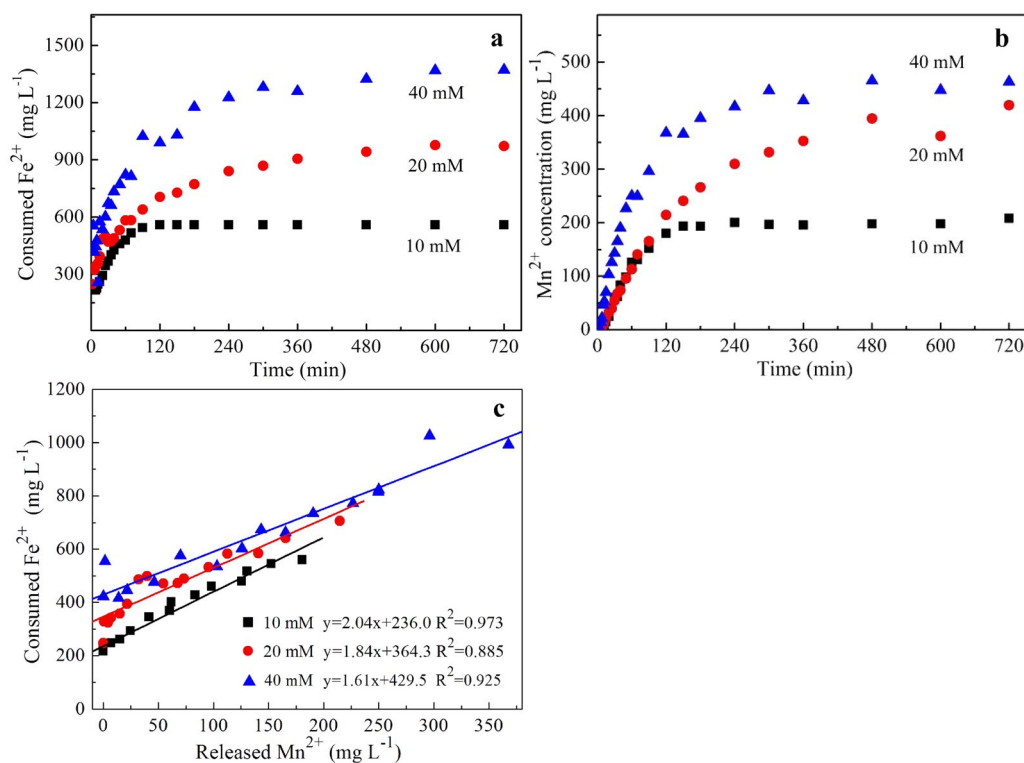 a
1500
1200
900
600
300
40 mM
20 mM
10 mM
0 120 240 360 480 600 720
Time (min)
Consumed Fe²⁺ (mg L⁻¹)
b
500
400
300
200
100
0
40 mM
20 mM
10 mM
0 120 240 360 480 600 720
Time (min)
Mn²⁺ concentration (mg L⁻¹)
c
1200
1000
800
600
400
200
0
10 mM y=2.04x+236.0 R²=0.973
20 mM y=1.84x+364.3 R²=0.885
40 mM y=1.61x+429.5 R²=0.925
0 50 100 150 200 250 300 350
Released Mn²⁺ (mg L⁻¹)
Consumed Fe²⁺ (mg L⁻¹)